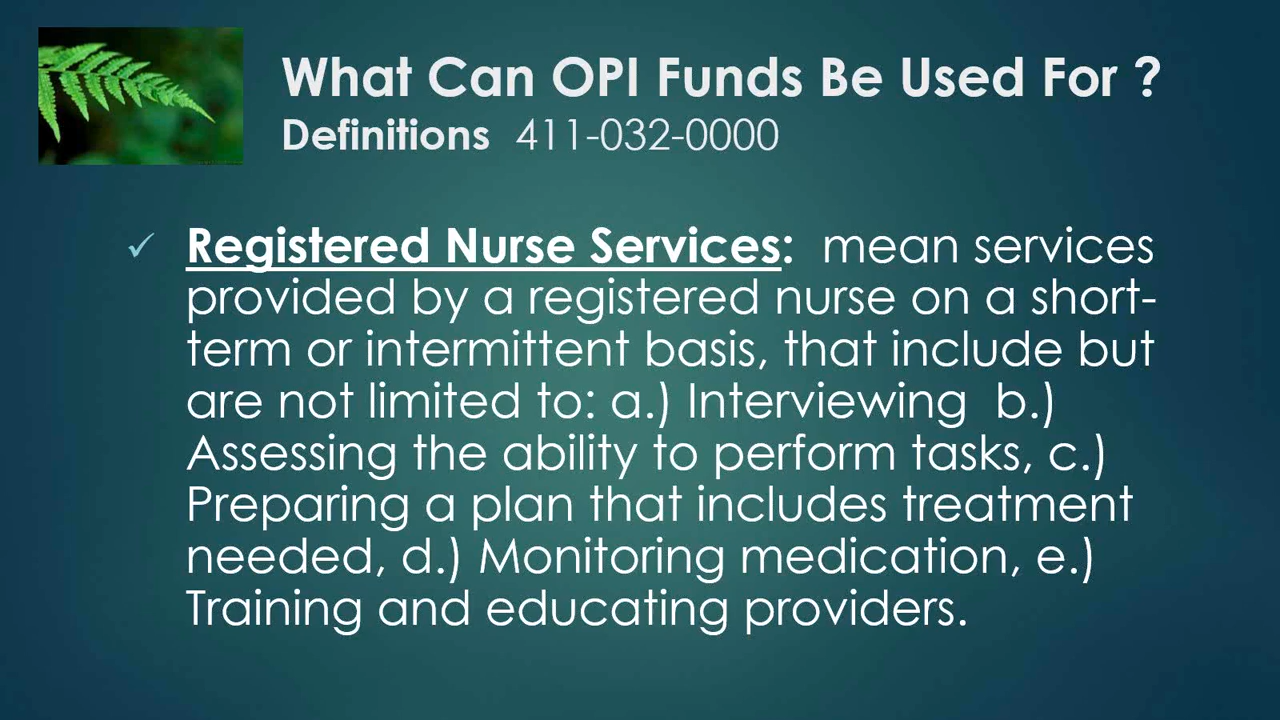 What Can OPI Funds Be Used For ?
Definitions 411-032-0000
✓ Registered Nurse Services: mean services
provided by a registered nurse on a short-
term or intermittent basis, that include but
are not limited to: a.) Interviewing b.)
Assessing the ability to perform tasks, c.)
Preparing a plan that includes treatment
needed, d.) Monitoring medication, e.)
Training and educating providers.